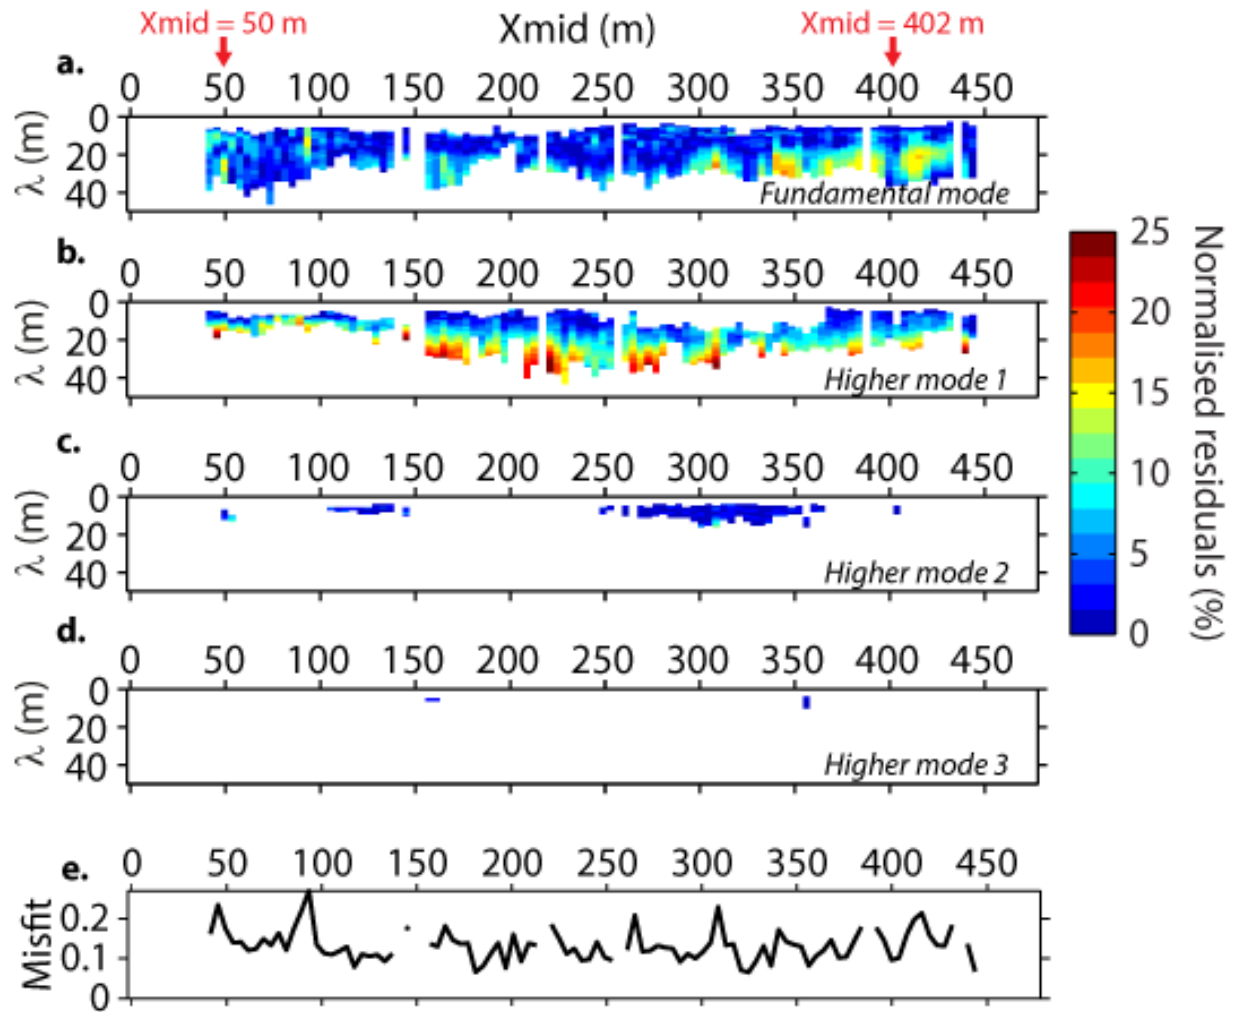 Xmid = 50 m
Xmid (m)
Xmid = 402 m
a.
0 50 100 150 200 250 300 350 400 450
λ (m)
0
20
40
Fundamental mode
b.
0 50 100 150 200 250 300 350 400 450
λ (m)
0
20
40
Higher mode 1
c.
0 50 100 150 200 250 300 350 400 450
λ (m)
0
20
40
Higher mode 2
d.
0 50 100 150 200 250 300 350 400 450
λ (m)
0
20
40
Higher mode 3
e.
0 50 100 150 200 250 300 350 400 450
Misfit
0.2
0.1
0
25
20
15
10
5
0
Normalised residuals (%)